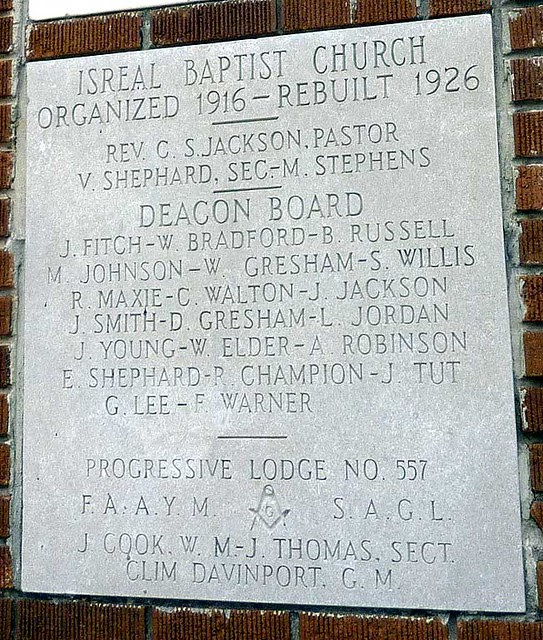 ISREAL BAPTIST CHURCH
ORGANIZED 1916-REBUILT 1926
REV. C. S. JACKSON, PASTOR
V. SHEPHARD, SEC-M. STEPHENS
DEACON BOARD
J. FITCH-W. BRADFORD-B. RUSSELL
M. JOHNSON-W. GRESHAM-S. WILLIS
R. MAXIE-C. WALTON-J. JACKSON
J. SMITH-D. GRESHAM-L. JORDAN
J. YOUNG-W. ELDER-A. ROBINSON
E. SHEPHARD-R. CHAMPION-J. TUT
G. LEE-F. WARNER
PROGRESSIVE LODGE NO. 557
F. A. A. Y. M. G S. A. G. L.
J COOK. W. M.-J. THOMAS. SECT.
CLIM DAVINPORT. G. M.